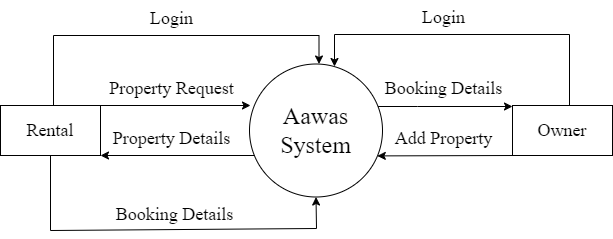 Login
Login
Property Request
Booking Details
Aawas
System
Rental
Property Details
Add Property
Owner
Booking Details